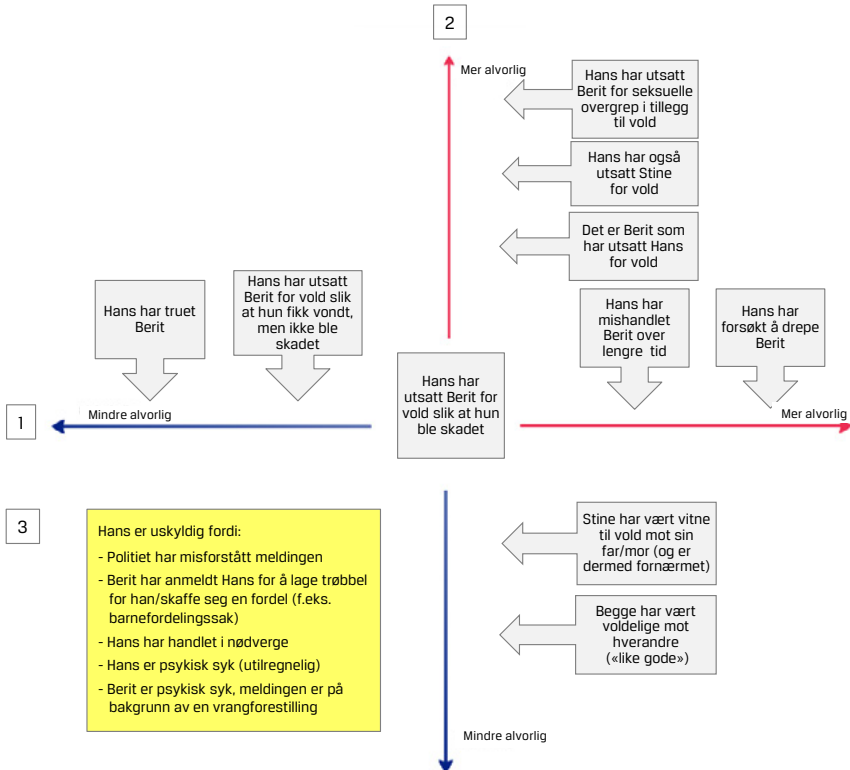 2
Mer alvorlig
Hans har utsatt
Berit for seksuelle
overgrep i tillegg
til vold
Hans har også
utsatt Stine
for vold
Det er Berit som
har utsatt Hans
for vold
Hans har truet
Berit
Hans har utsatt
Berit for vold slik
at hun fikk vondt,
men ikke ble
skadet
Hans har
mishandlet
Berit over
lengre tid
Hans har
forsøkt å drepe
Berit
Hans har
utsatt Berit for
vold slik at hun
ble skadet
1
Mindre alvorlig
Mer alvorlig
3
Hans er uskyldig fordi:
- Politiet har misforstått meldingen
- Berit har anmeldt Hans for å lage trøbbel
for han/skaffe seg en fordel (f.eks.
barnefordelingssak)
- Hans har handlet i nødverge
- Hans er psykisk syk (utilregnelig)
- Berit er psykisk syk, meldingen er på
bakgrunn av en vrangforestilling
Stine har vært vitne
til vold mot sin
far/mor (og er
dermed fornærmet)
Begge har vært
voldelige mot
hverandre
(«like gode»)
Mindre alvorlig